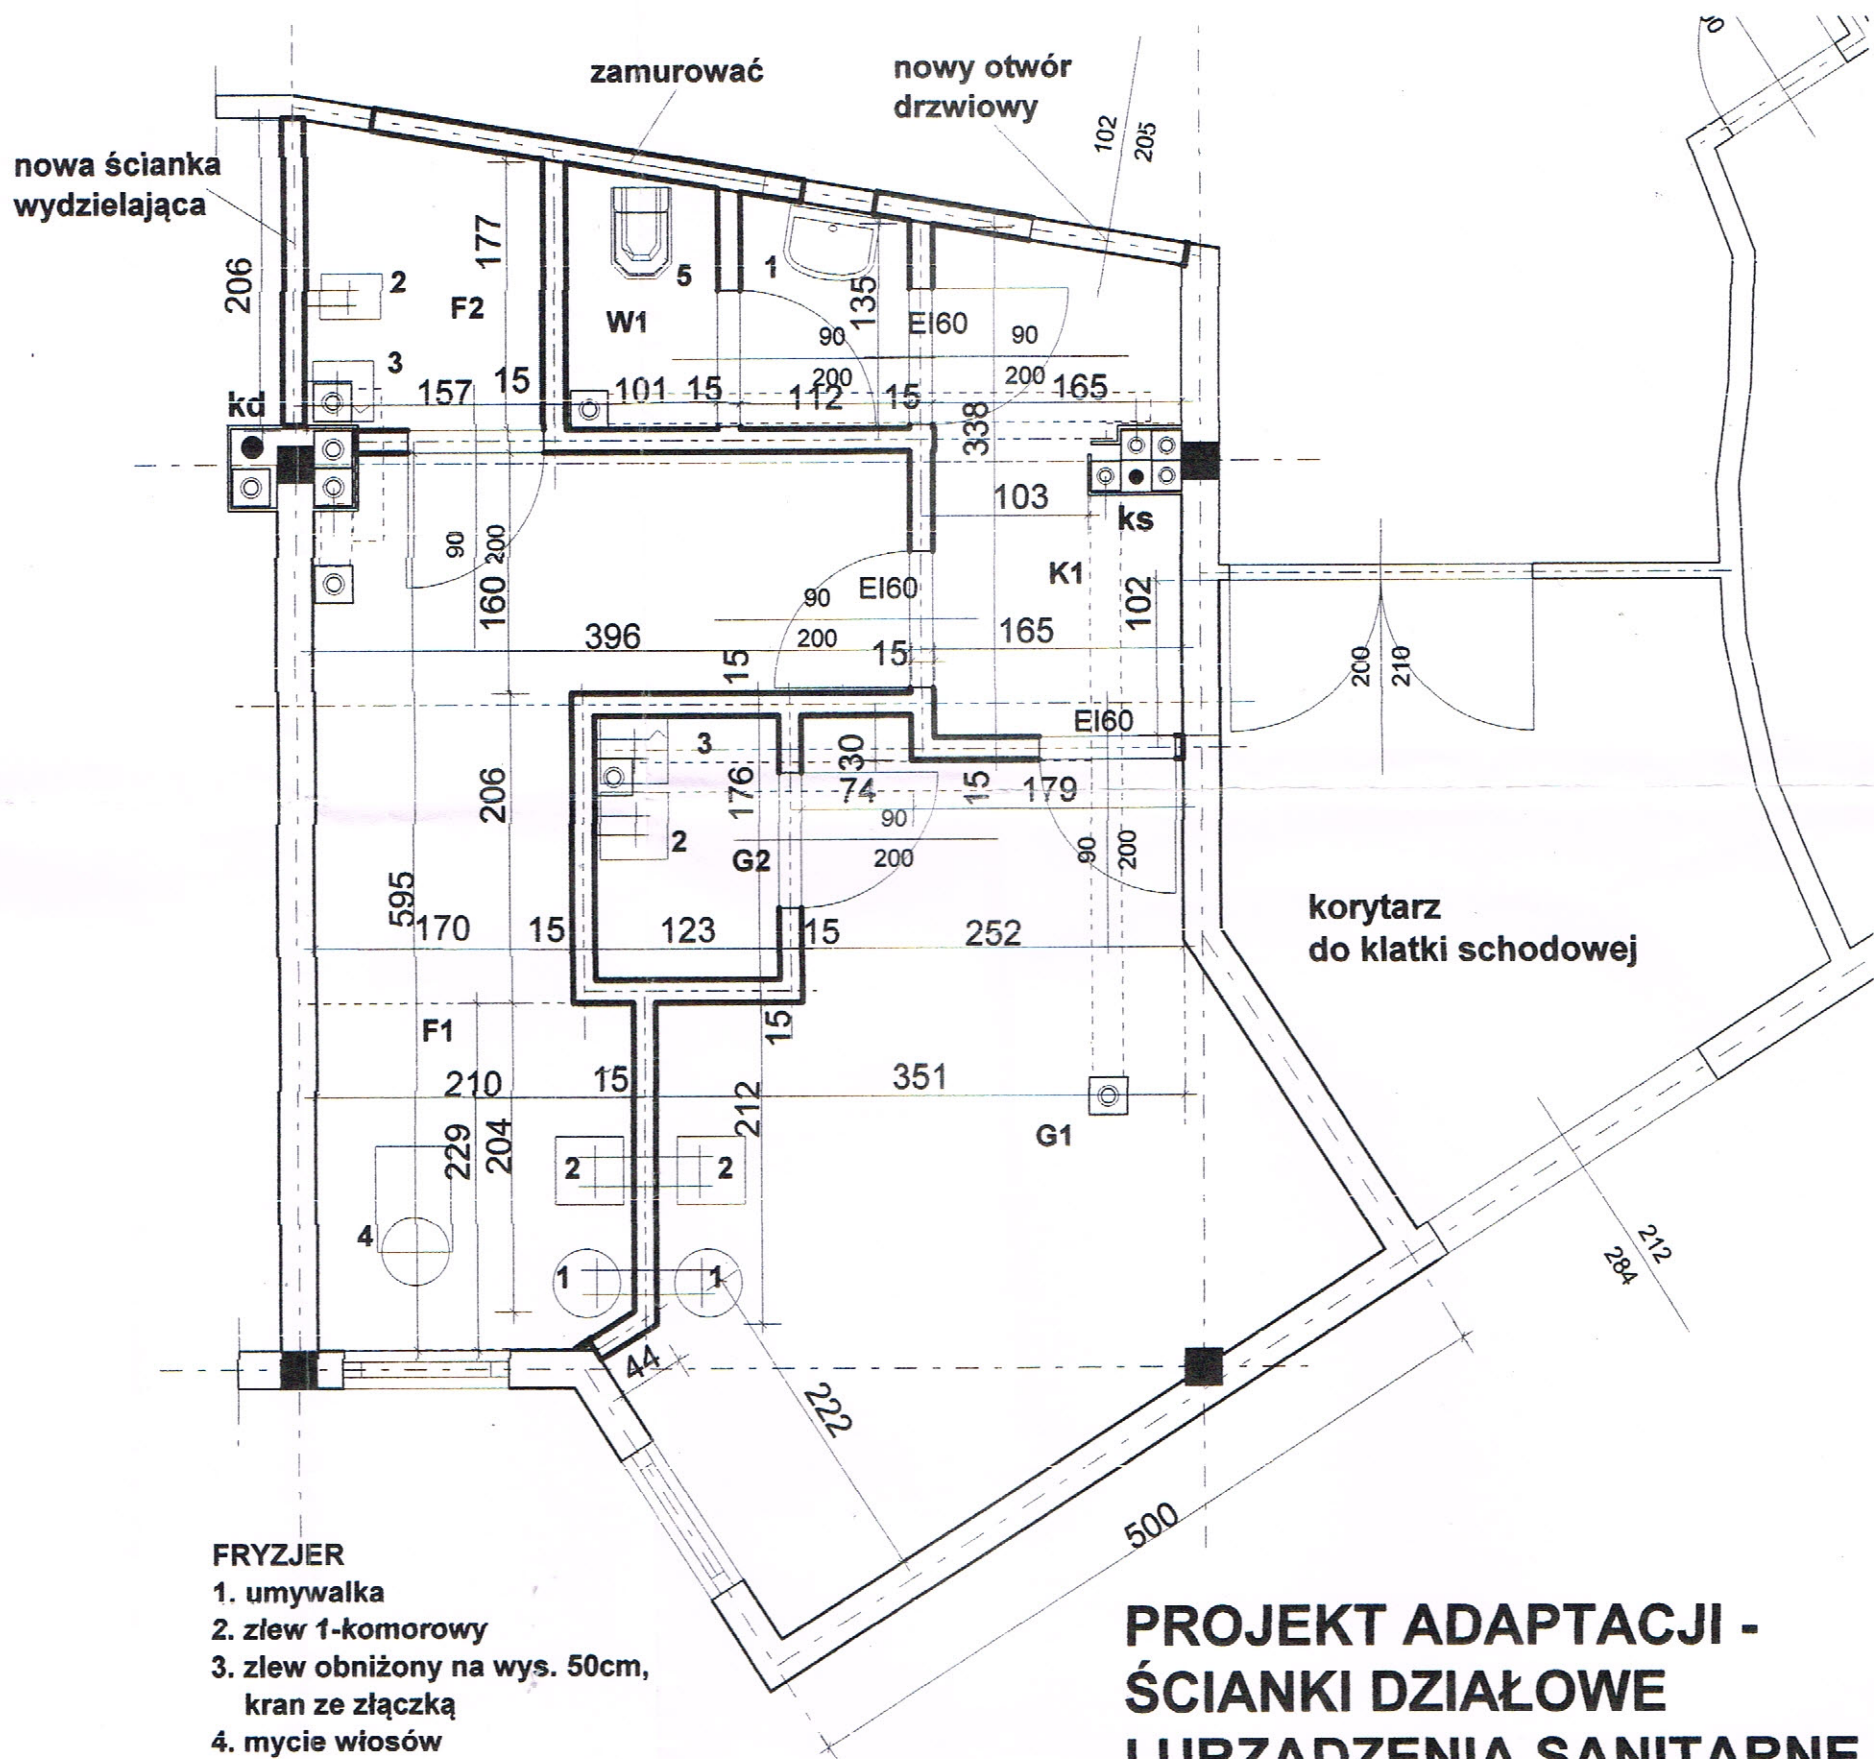 zamurować
nowy otwór
drzwiowy
102
205
nowa ścianka
wydzielająca
206
177
2
F2
3
157
15
kd
5
W1
101
15
1
135
90
200
112
15
EI60
90
200
165
338
103
ks
K1
102
90
200
160
396
EI60
90
200
15
165
15
EI60
200
210
3
176
30
74
15
179
2
G2
90
200
90
200
206
595
170
15
123
15
252
korytarz
do klatki schodowej
F1
15
210
15
351
212
G1
229
204
2
2
4
1
1
44
222
212
284
500
FRYZJER
1. umywalka
2. zlew 1-komorowy
3. zlew obniżony na wys. 50cm,
kran ze złączką
4. mycie włosów
PROJEKT ADAPTACJI -
ŚCIANKI DZIAŁOWE
I URZĄDZENIA SANITARNE